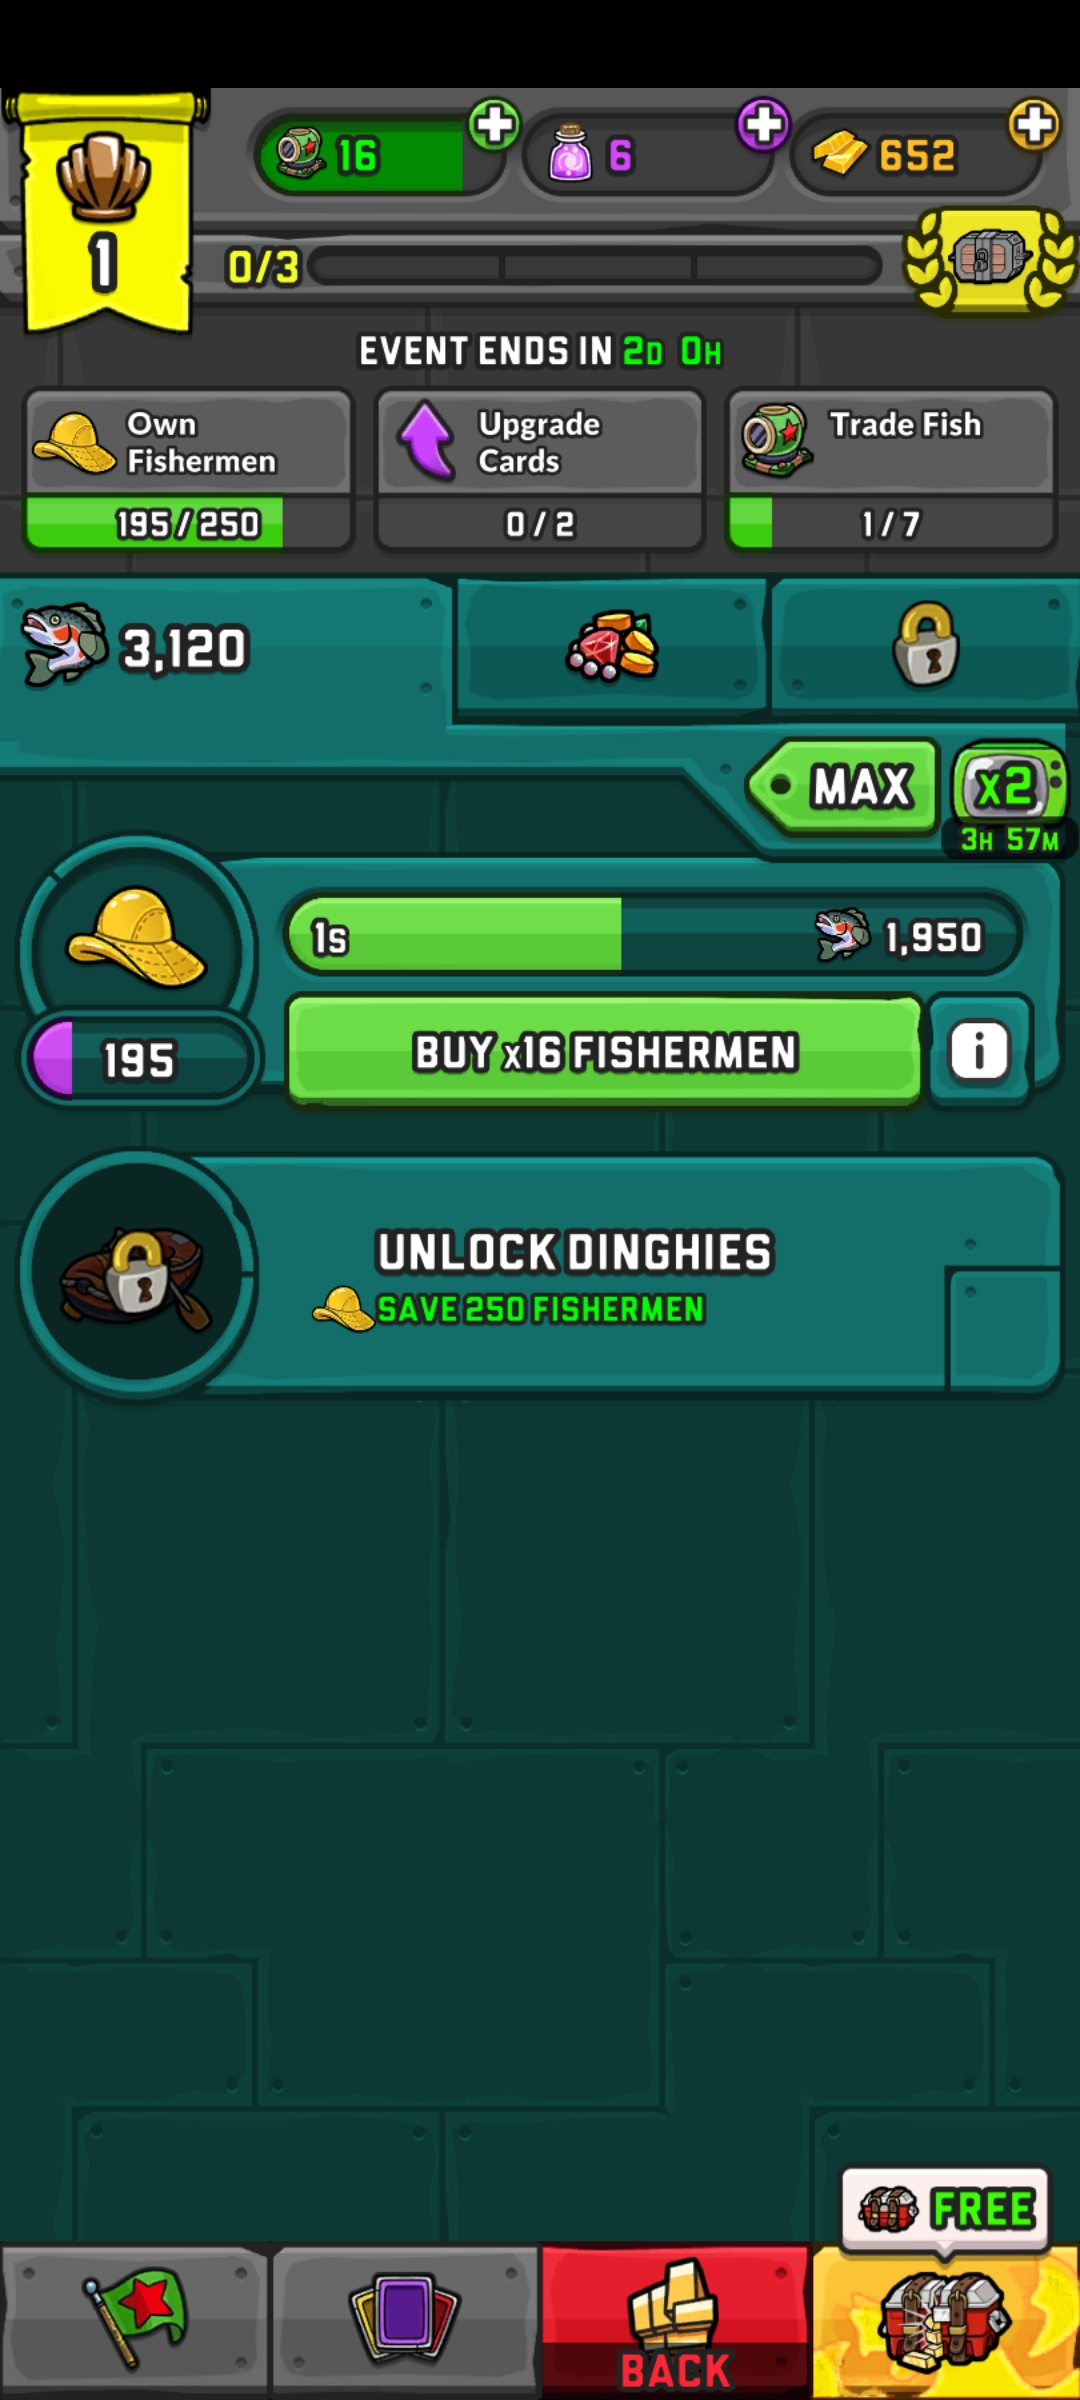 16
6
652
1
0/3
EVENT ENDS IN 2D 0H
Own
Fishermen
Upgrade
Cards
Trade Fish
195/250
0/2
1/7
3,120
MAX
x2
3H 57M
1s
1,950
195
BUY x16 FISHERMEN
i
UNLOCK DINGHIES
SAVE 250 FISHERMEN
FREE
BACK